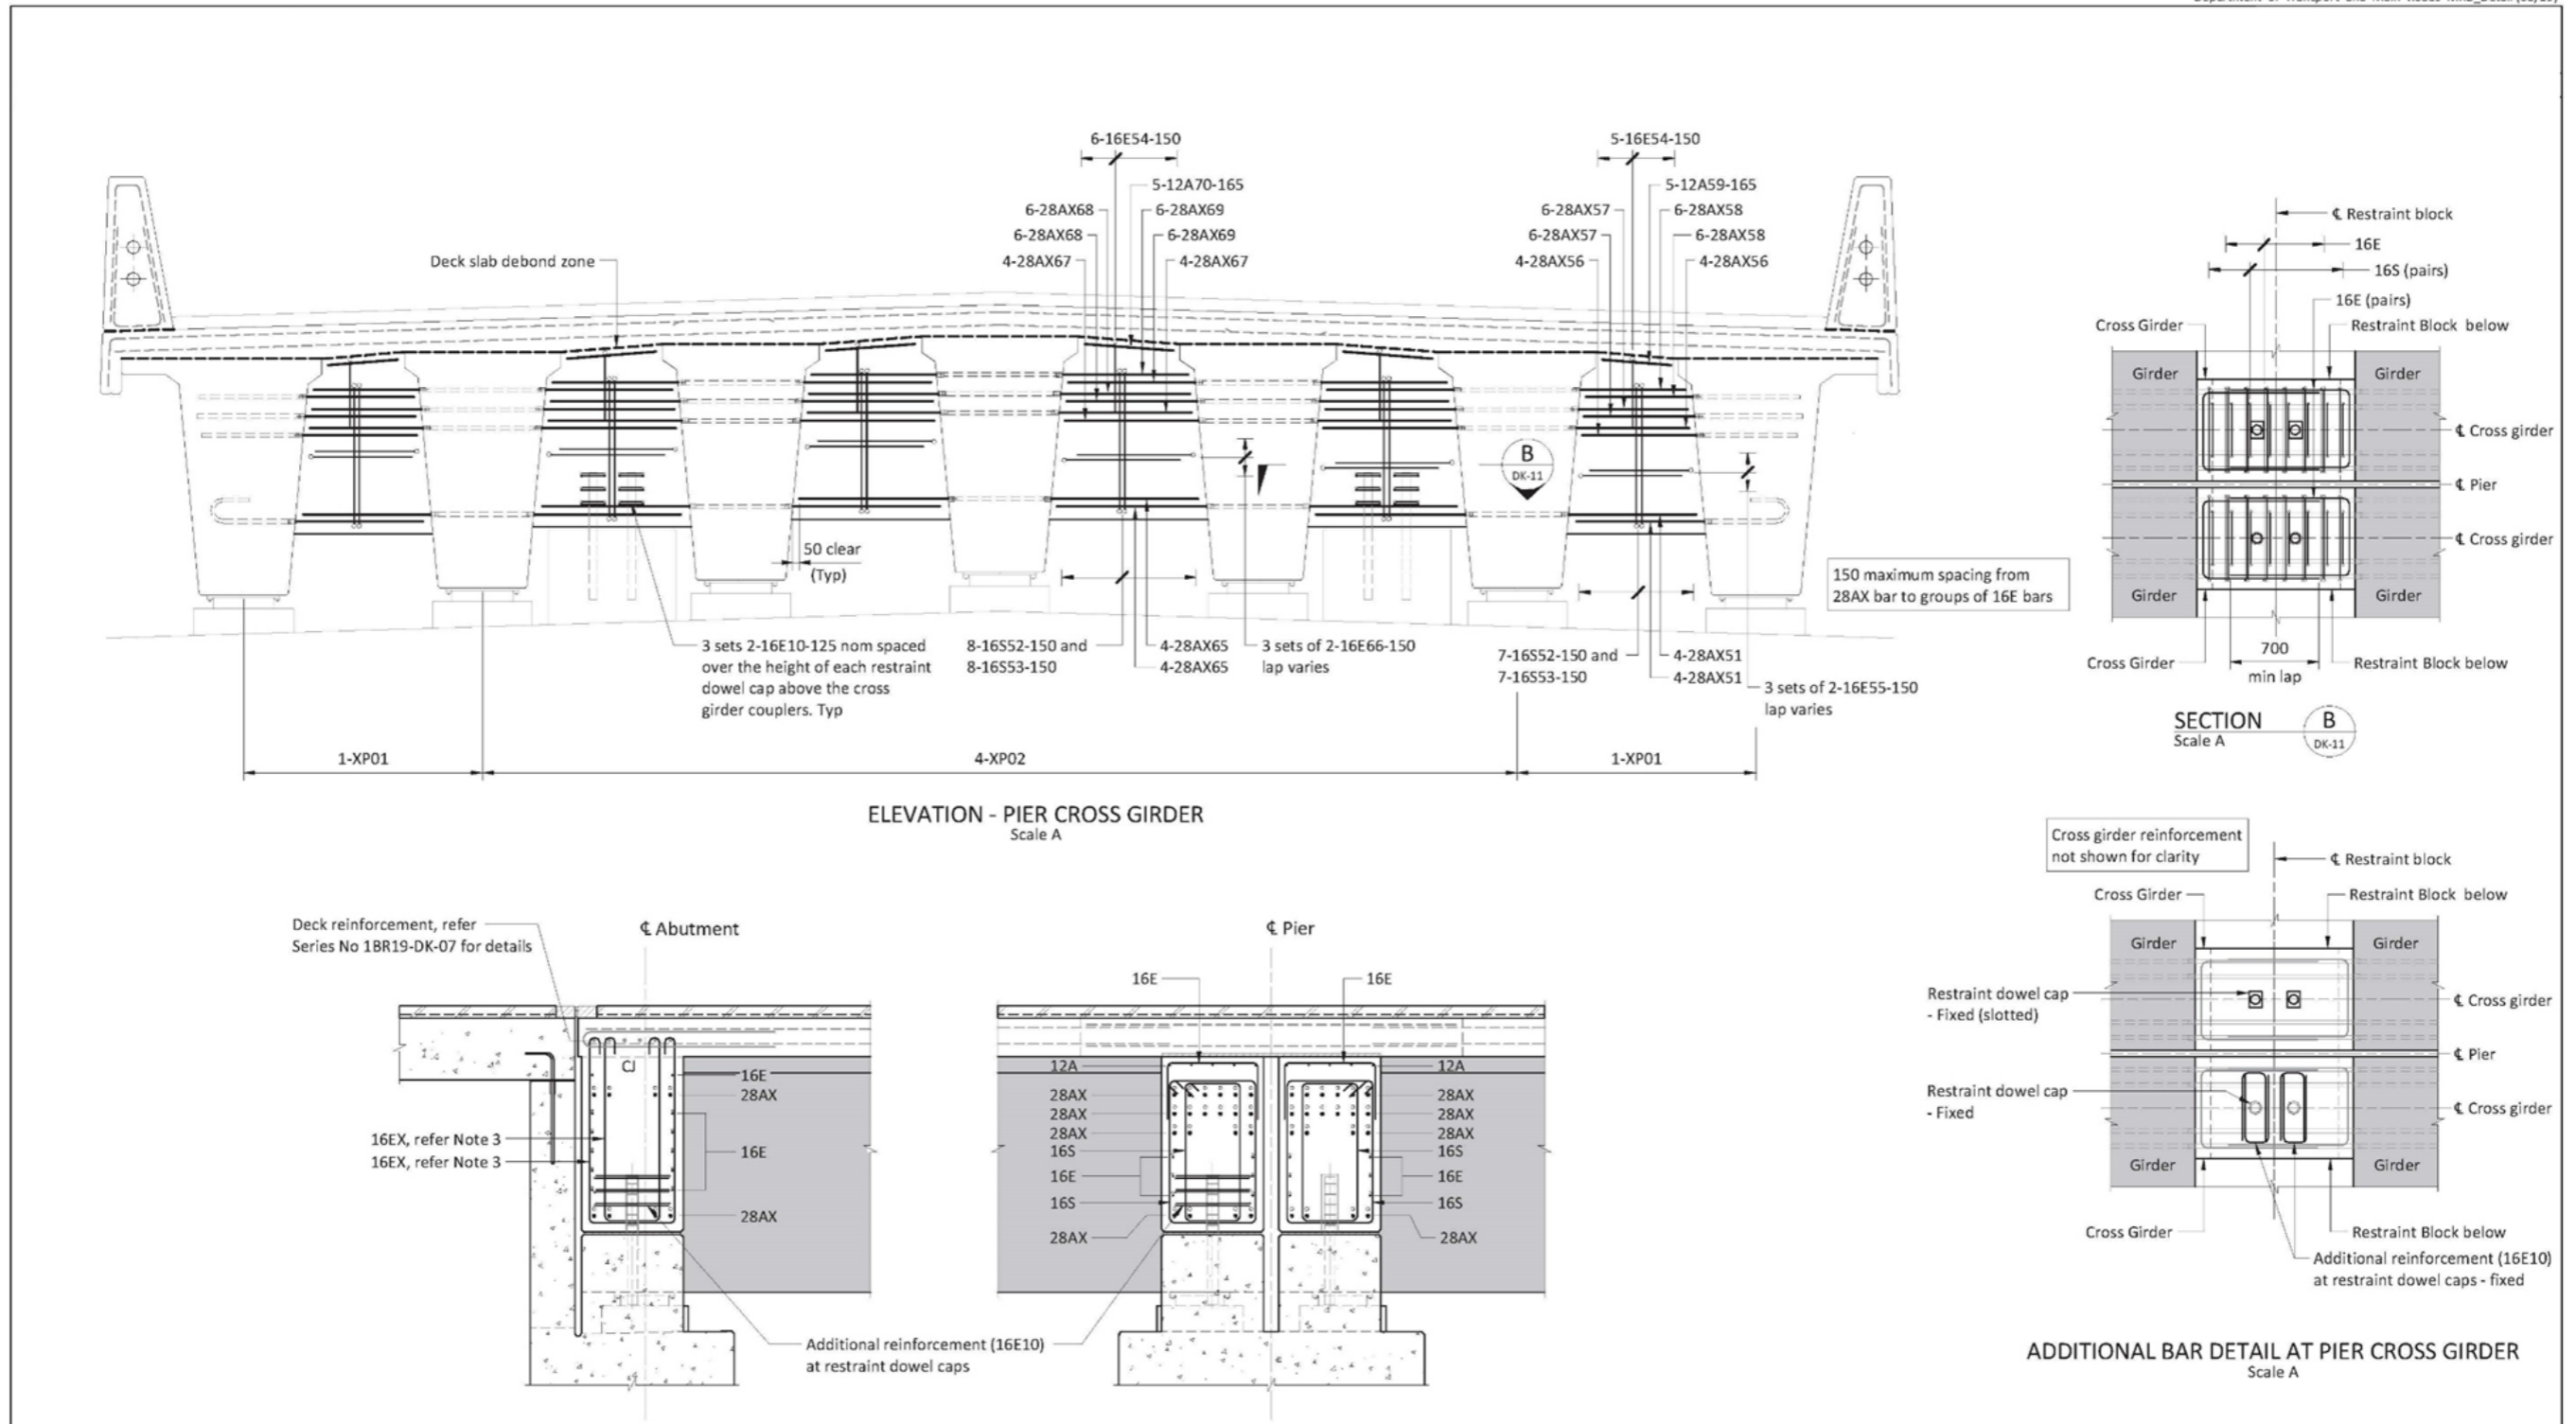 6-16E54-150
5-16E54-150
5-12A70-165
5-12A59-165
6-28AX68
6-28AX69
6-28AX57
6-28AX58
6-28AX68
6-28AX69
6-28AX57
6-28AX58
4-28AX67
4-28AX67
4-28AX56
4-28AX56
Deck slab debond zone
B
DK-11
50 clear
(Typ)
150 maximum spacing from
28AX bar to groups of 16E bars
3 sets 2-16E10-125 nom spaced
over the height of each restraint
dowel cap above the cross
girder couplers. Typ
8-16S52-150 and
8-16S53-150
4-28AX65
4-28AX65
3 sets of 2-16E66-150
lap varies
7-16S52-150 and
7-16S53-150
4-28AX51
4-28AX51
3 sets of 2-16E55-150
lap varies
1-XP01
4-XP02
1-XP01
ELEVATION - PIER CROSS GIRDER
Scale A
℄ Restraint block
16E
16S (pairs)
16E (pairs)
Cross Girder
Restraint Block below
Girder
Girder
℄ Cross girder
℄ Pier
℄ Cross girder
Girder
Girder
700
min lap
Cross Girder
Restraint Block below
SECTION
Scale A
B
DK-11
Deck reinforcement, refer
Series No 1BR19-DK-07 for details
℄ Abutment
CJ
16E
28AX
16EX, refer Note 3
16EX, refer Note 3
16E
28AX
℄ Pier
16E
16E
12A
12A
28AX
28AX
28AX
28AX
28AX
28AX
16S
16S
16E
16E
16S
16S
28AX
28AX
Additional reinforcement (16E10)
at restraint dowel caps
Cross girder reinforcement
not shown for clarity
℄ Restraint block
Cross Girder
Restraint Block below
Girder
Girder
Restraint dowel cap
- Fixed (slotted)
℄ Cross girder
℄ Pier
Restraint dowel cap
- Fixed
℄ Cross girder
Girder
Girder
Cross Girder
Restraint Block below
Additional reinforcement (16E10)
at restraint dowel caps - fixed
ADDITIONAL BAR DETAIL AT PIER CROSS GIRDER
Scale A